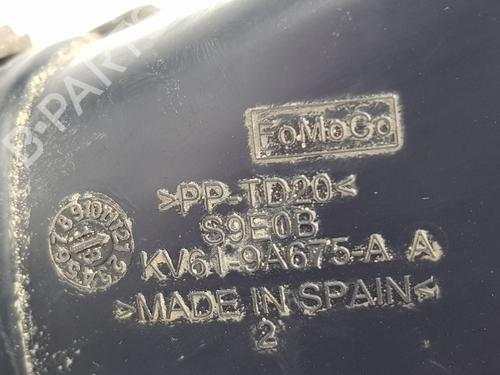 B-PARTS
FoMoCo
>PP-TD20<
S9E0B
KV61-9A675-A A
>MADE IN SPAIN<
2